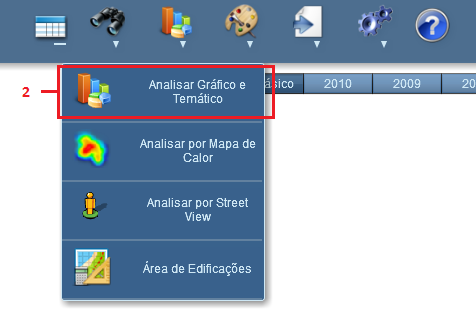 2
Analisar Gráfico e
Temático
ásico
2010
2009
20
Analisar por Mapa de
Calor
Analisar por Street
View
Área de Edificações